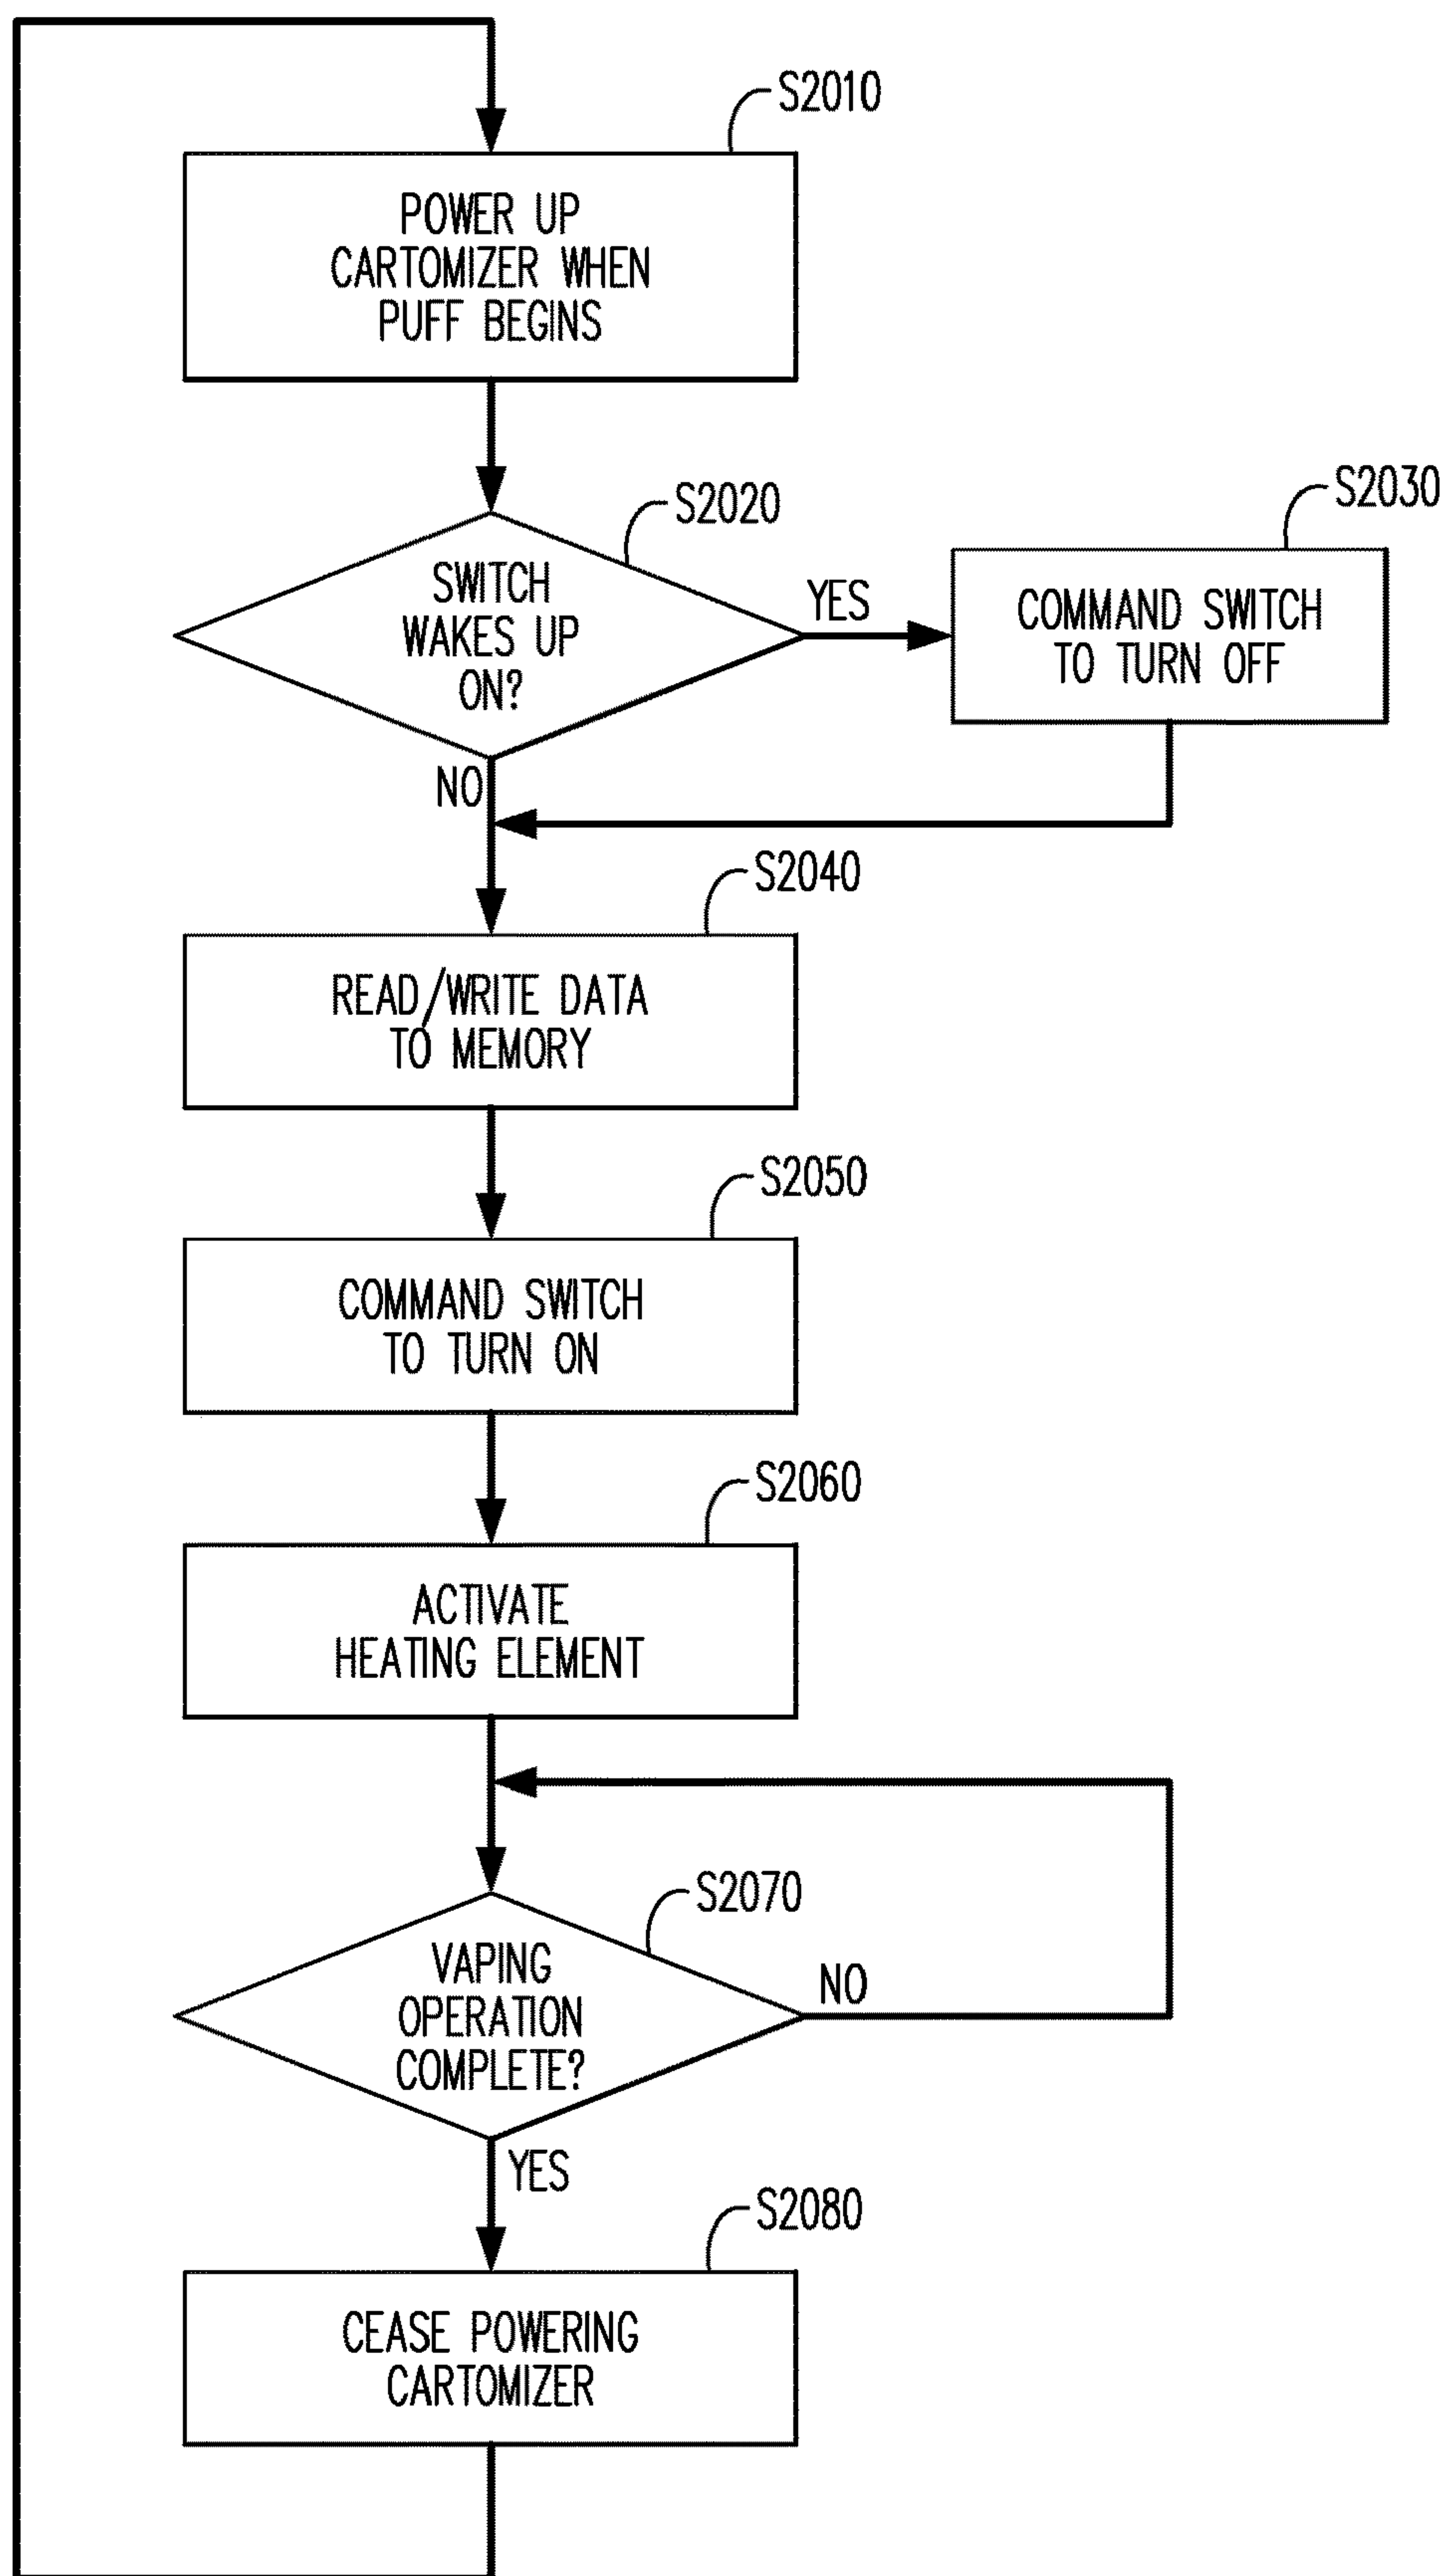 S2010
POWER UP
CARTOMIZER WHEN
PUFF BEGINS
S2020
SWITCH
WAKES UP
ON?
YES
S2030
COMMAND SWITCH
TO TURN OFF
NO
S2040
READ/WRITE DATA
TO MEMORY
S2050
COMMAND SWITCH
TO TURN ON
S2060
ACTIVATE
HEATING ELEMENT
S2070
VAPING
OPERATION
COMPLETE?
NO
YES
S2080
CEASE POWERING
CARTOMIZER